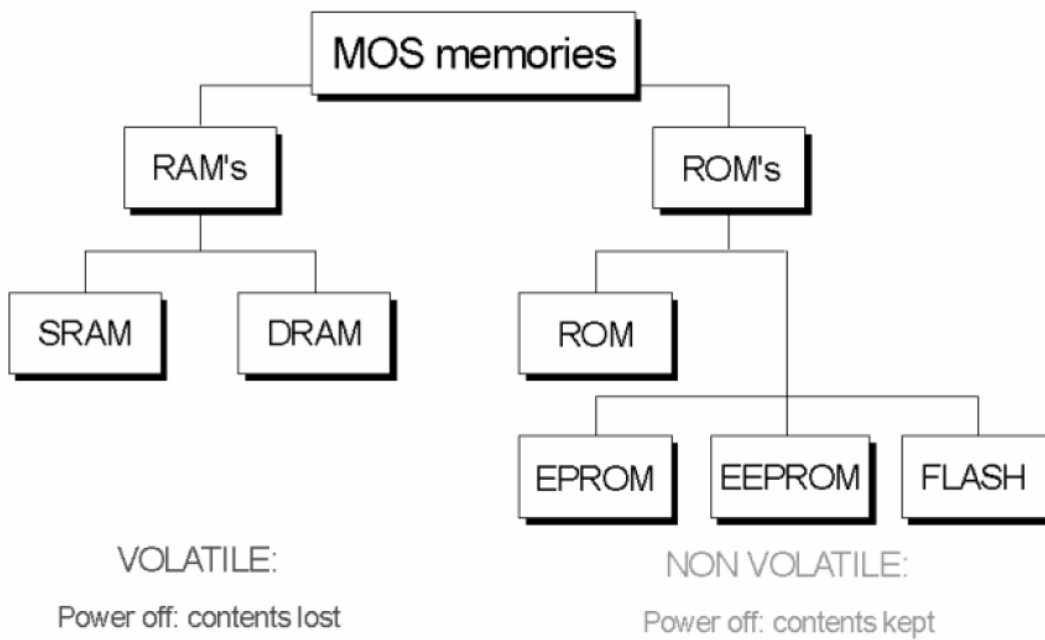 MOS memories
RAM's
ROM's
SRAM
DRAM
ROM
EPROM
EEPROM
FLASH
VOLATILE:
Power off: contents lost
NON VOLATILE:
Power off: contents kept